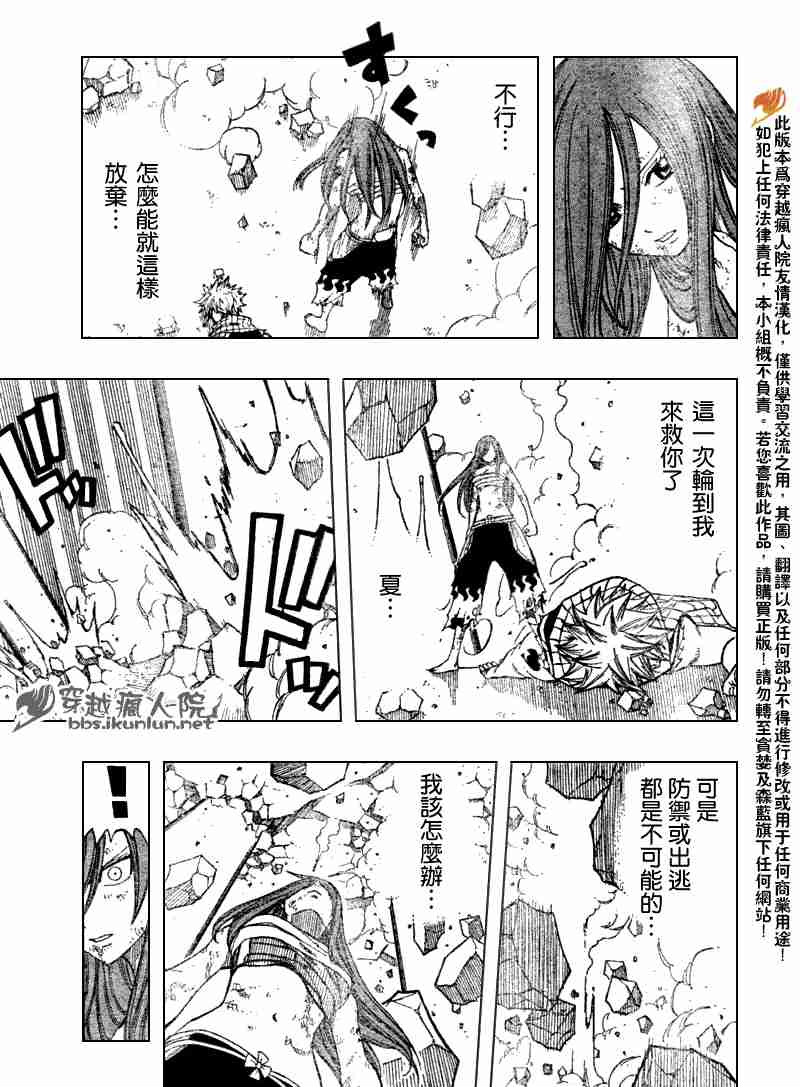 不行…
すくっ
怎麼能就這樣
放棄…
這一次輪到我
來救你了
夏…
ドッ
ドッ
穿越瘋人院
bbs.ikunlun.net
可是
防禦或出逃
都是不可能的…
我該怎麼辦…
!
此版本爲穿越瘋人院友情漢化，僅供學習交流之用，其圖、翻譯以及任何部分不得進行修改或用于任何商業用途！
如犯上任何法律責任，本小組概不負責。若您喜歡此作品，請購買正版！請勿轉至貪婪及森藍旗下任何網站！